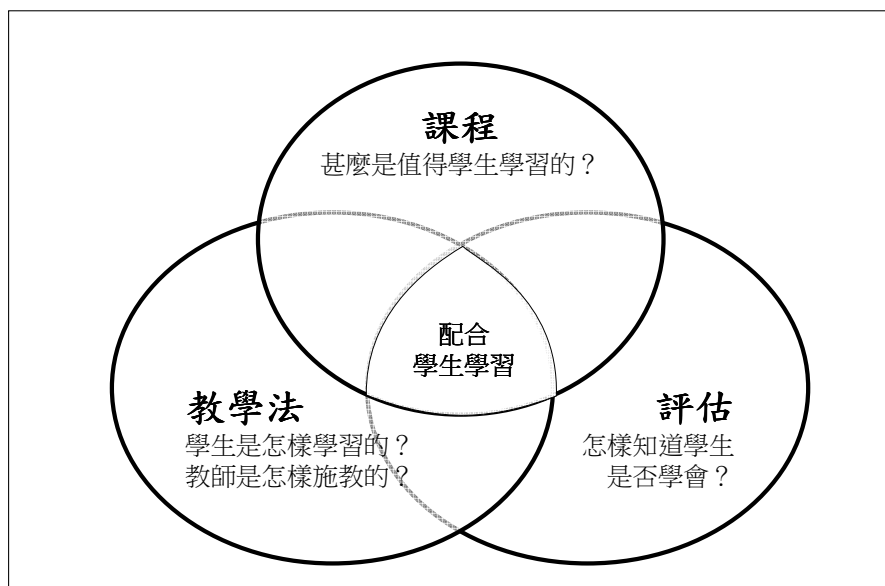 課程
甚麼是值得學生學習的？
配合
學生學習
教學法
學生是怎樣學習的？
教師是怎樣施教的？
評估
怎樣知道學生
是否學會？